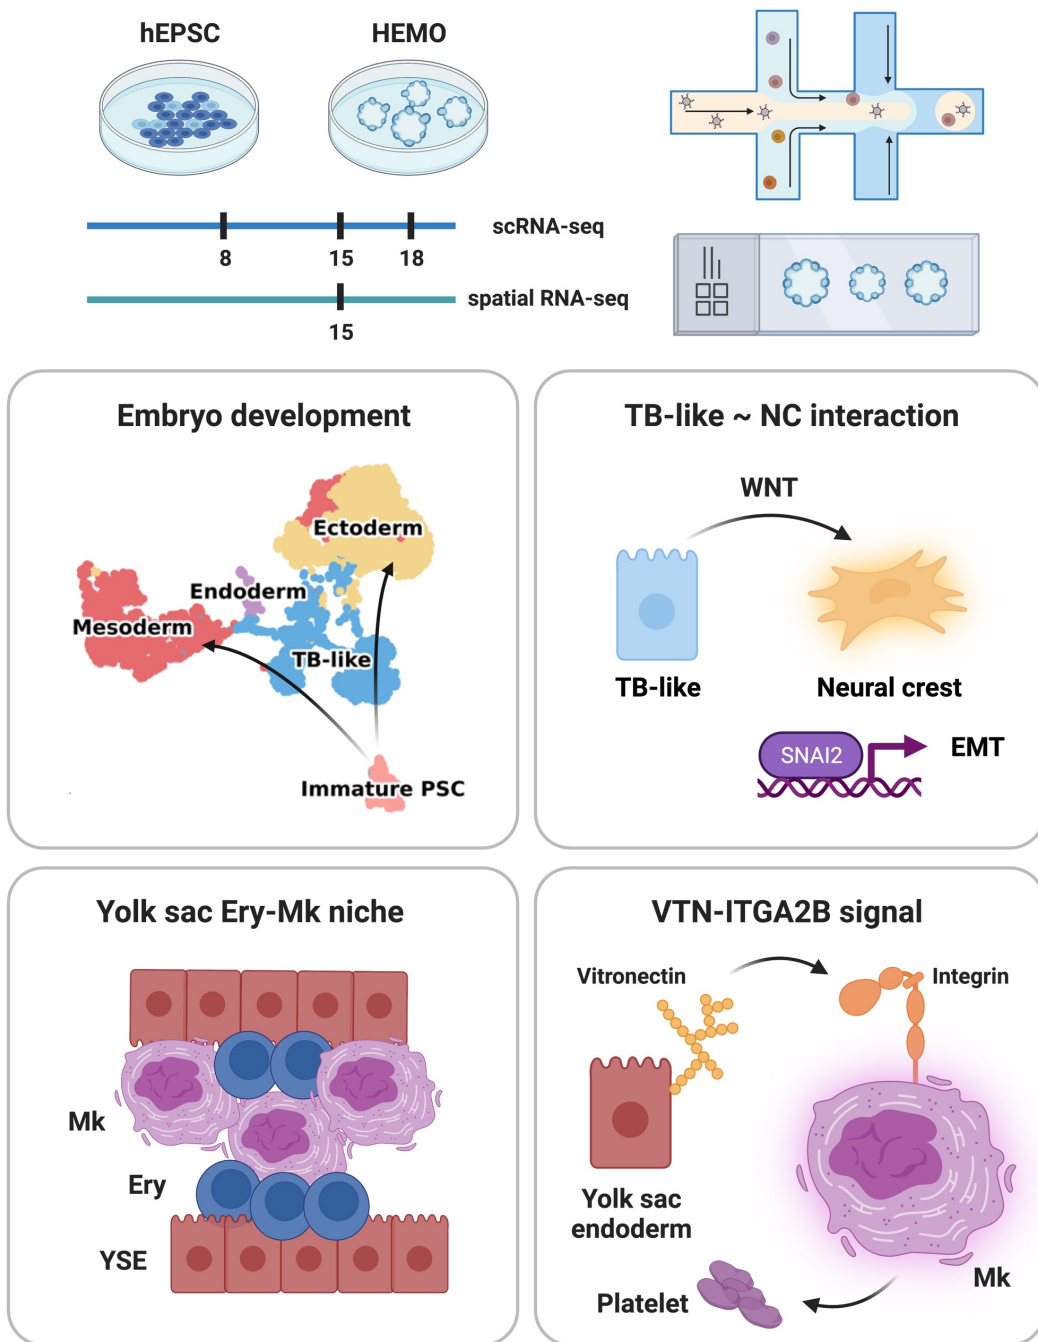 hEPSC
HEMO
scRNA-seq
8
15
18
spatial RNA-seq
15
Embryo development
Ectoderm
Endoderm
Mesoderm
TB-like
Immature PSC
TB-like ~ NC interaction
WNT
TB-like
Neural crest
SNAI2
EMT
Yolk sac Ery-Mk niche
Mk
Ery
YSE
VTN-ITGA2B signal
Vitronectin
Integrin
Yolk sac
endoderm
Mk
Platelet